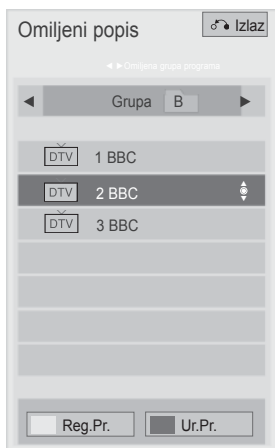 Omiljeni popis
Izlaz
◄ ►Omiljena grupa programa
◄ Grupa B ►
DTV 1 BBC
DTV 2 BBC
DTV 3 BBC
Reg.Pr.
Ur.Pr.